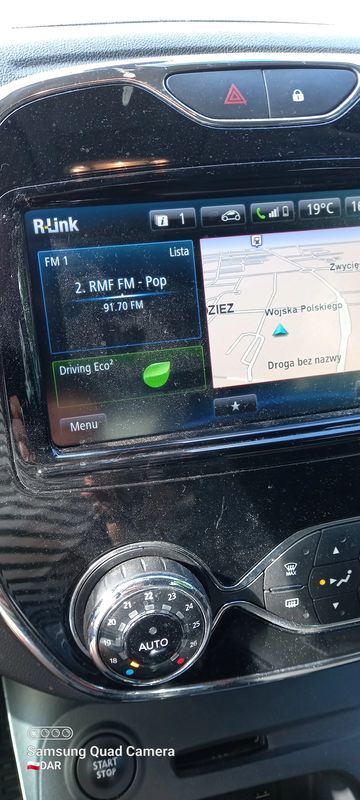 R-Link
1
19°C
16
FM 1
Lista
2. RMF FM - Pop
91.70 FM
Driving Eco²
Menu
Zwycię
ZIEZ
Wojska Polskiego
Droga bez nazwy
MAX
18 19 20 21 22 23 24 25 26
AUTO
START
STOP
Samsung Quad Camera
DAR